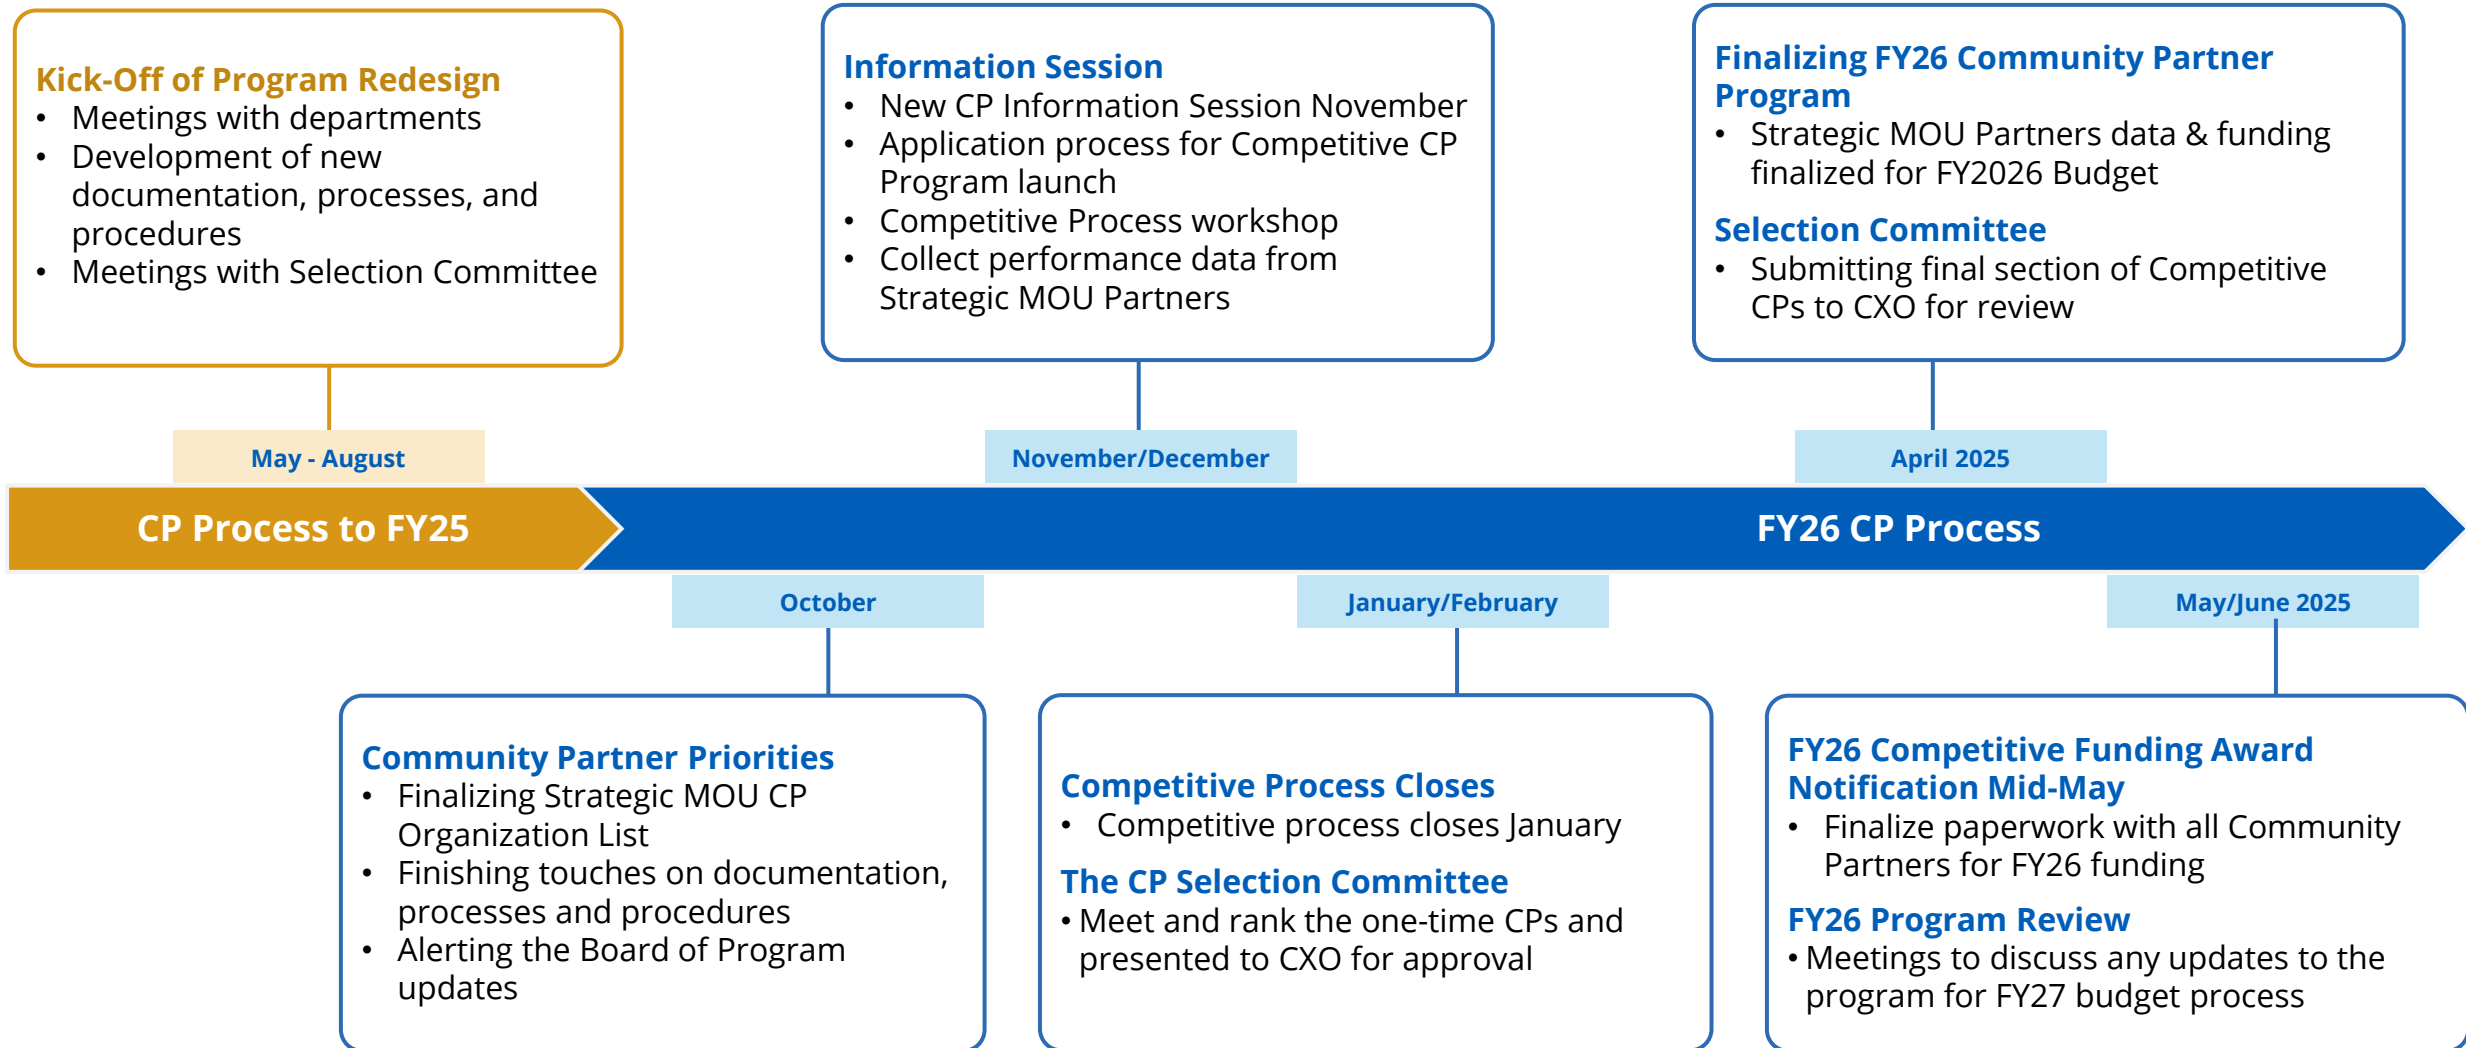 Kick-Off of Program Redesign
• Meetings with departments
• Development of new
documentation, processes, and
procedures
• Meetings with Selection Committee
Information Session
• New CP Information Session November
• Application process for Competitive CP
Program launch
• Competitive Process workshop
• Collect performance data from
Strategic MOU Partners
Finalizing FY26 Community Partner
Program
• Strategic MOU Partners data & funding
finalized for FY2026 Budget
Selection Committee
• Submitting final section of Competitive
CPs to CXO for review
May - August
November/December
April 2025
CP Process to FY25
FY26 CP Process
October
January/February
May/June 2025
Community Partner Priorities
• Finalizing Strategic MOU CP
Organization List
• Finishing touches on documentation,
processes and procedures
• Alerting the Board of Program
updates
Competitive Process Closes
• Competitive process closes January
The CP Selection Committee
• Meet and rank the one-time CPs and
presented to CXO for approval
FY26 Competitive Funding Award
Notification Mid-May
• Finalize paperwork with all Community
Partners for FY26 funding
FY26 Program Review
• Meetings to discuss any updates to the
program for FY27 budget process